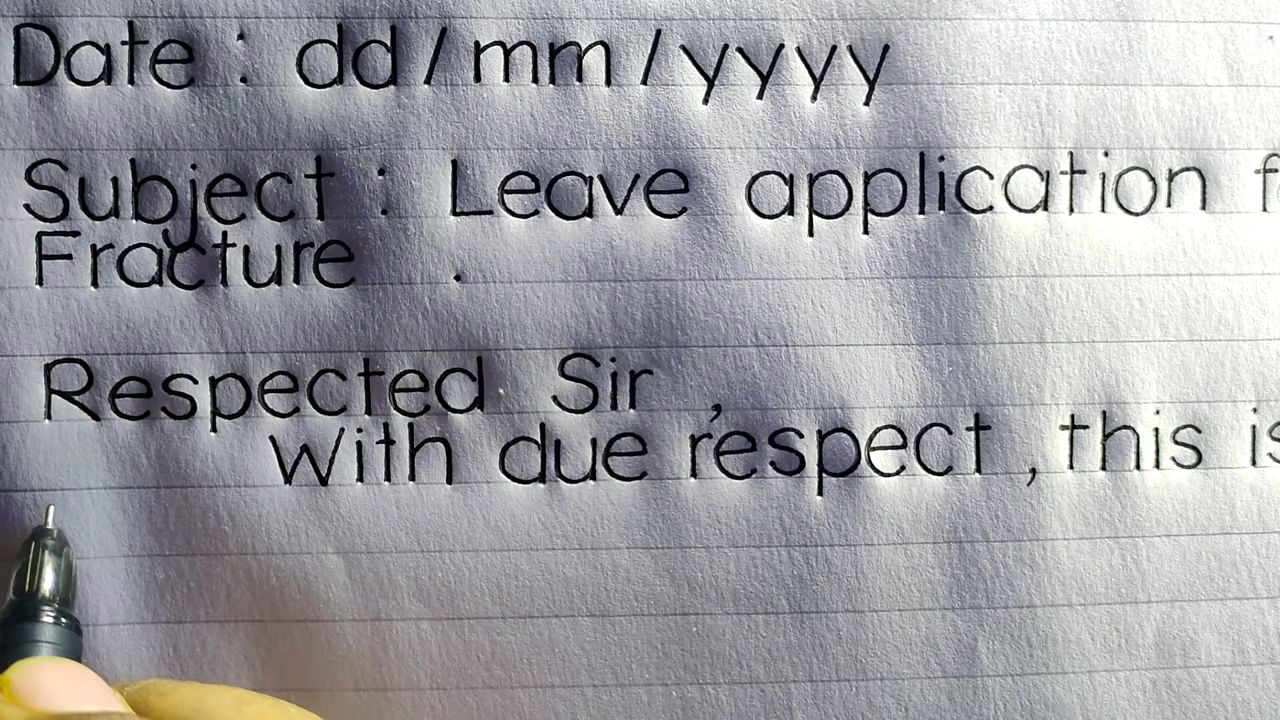 Date : dd/mm/yyyy
Subject : Leave application
Fracture .
Respected Sir ,
With due respect , this